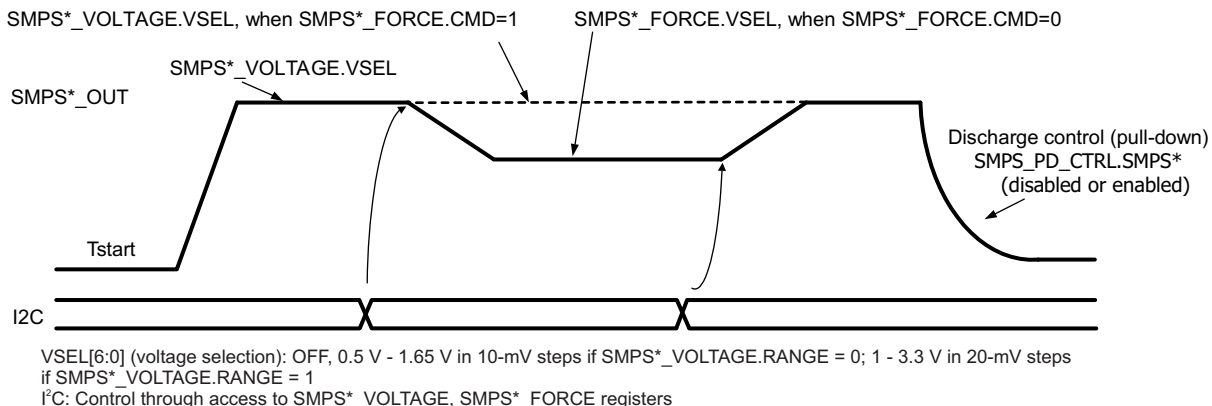 SMPS*_VOLTAGE.VSEL, when SMPS*_FORCE.CMD=1
SMPS*_FORCE.VSEL, when SMPS*_FORCE.CMD=0
SMPS*_VOLTAGE.VSEL
SMPS*_OUT
Discharge control (pull-down)
SMPS_PD_CTRL.SMPS*
(disabled or enabled)
Tstart
I2C
VSEL[6:0] (voltage selection): OFF, 0.5 V - 1.65 V in 10-mV steps if SMPS*_VOLTAGE.RANGE = 0; 1 - 3.3 V in 20-mV steps
if SMPS*_VOLTAGE.RANGE = 1
I²C: Control through access to SMPS*_VOLTAGE, SMPS*_FORCE registers